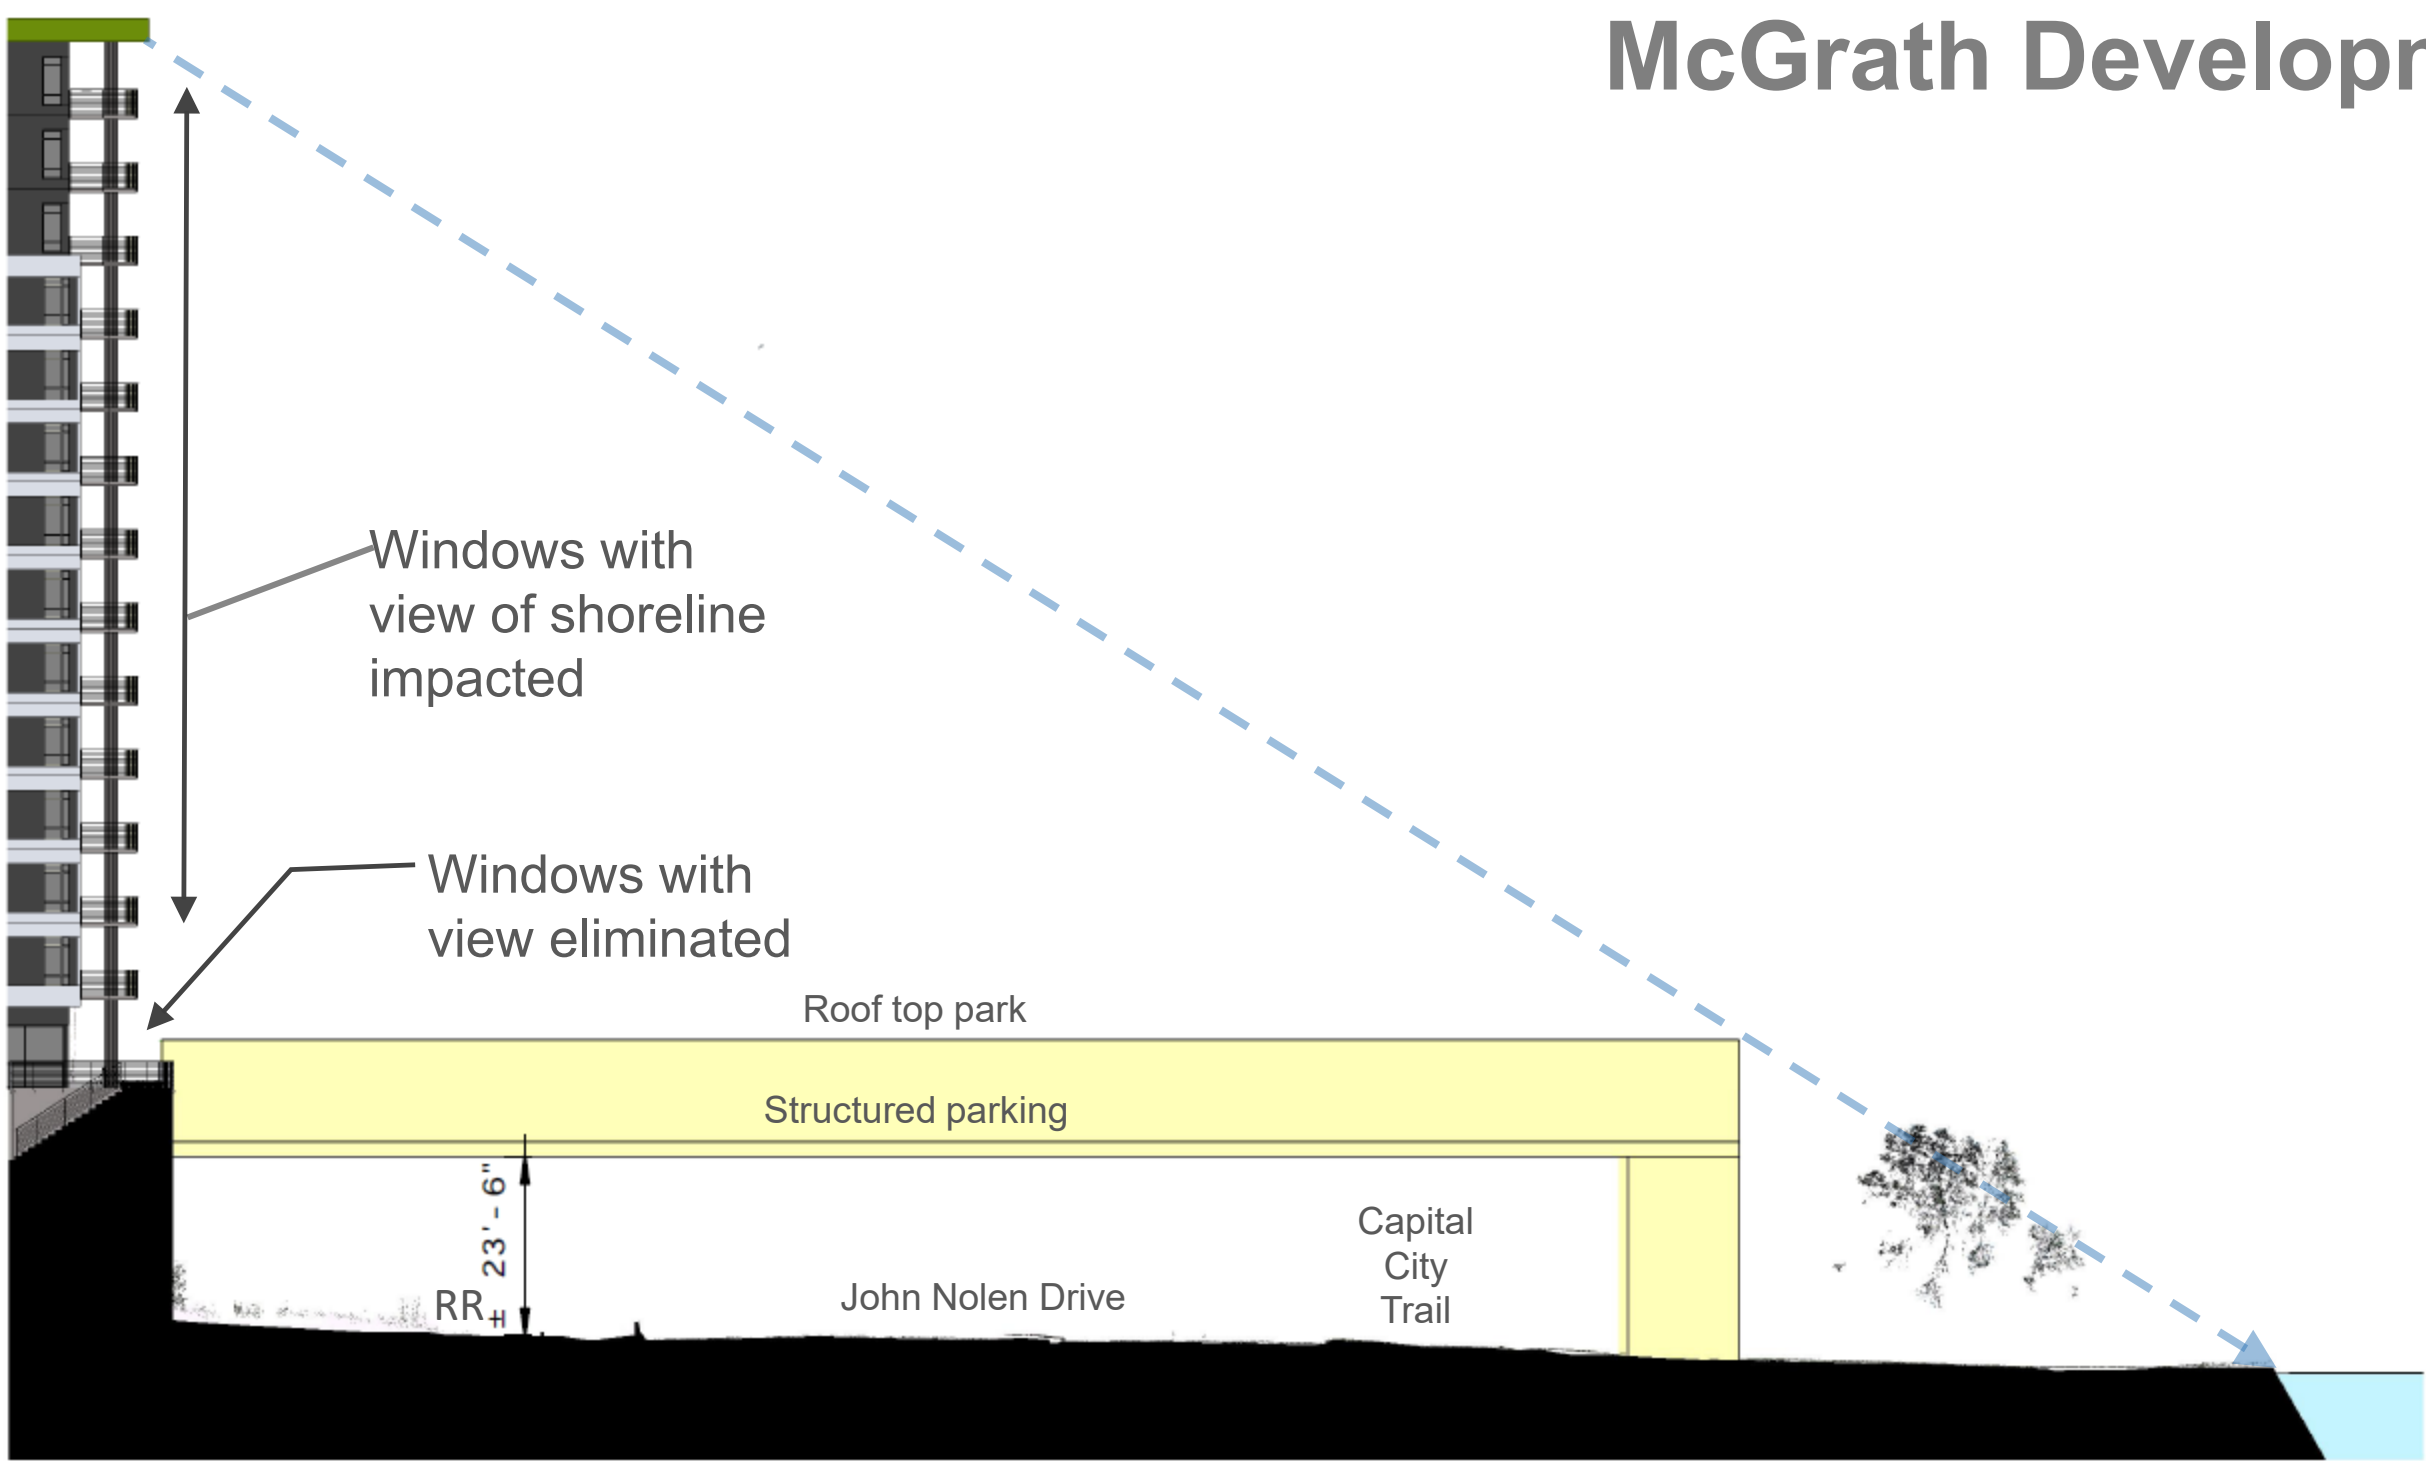 McGrath Developm
Windows with
view of shoreline
impacted
Windows with
view eliminated
Roof top park
Structured parking
± 23'-6"
RR
John Nolen Drive
Capital
City
Trail